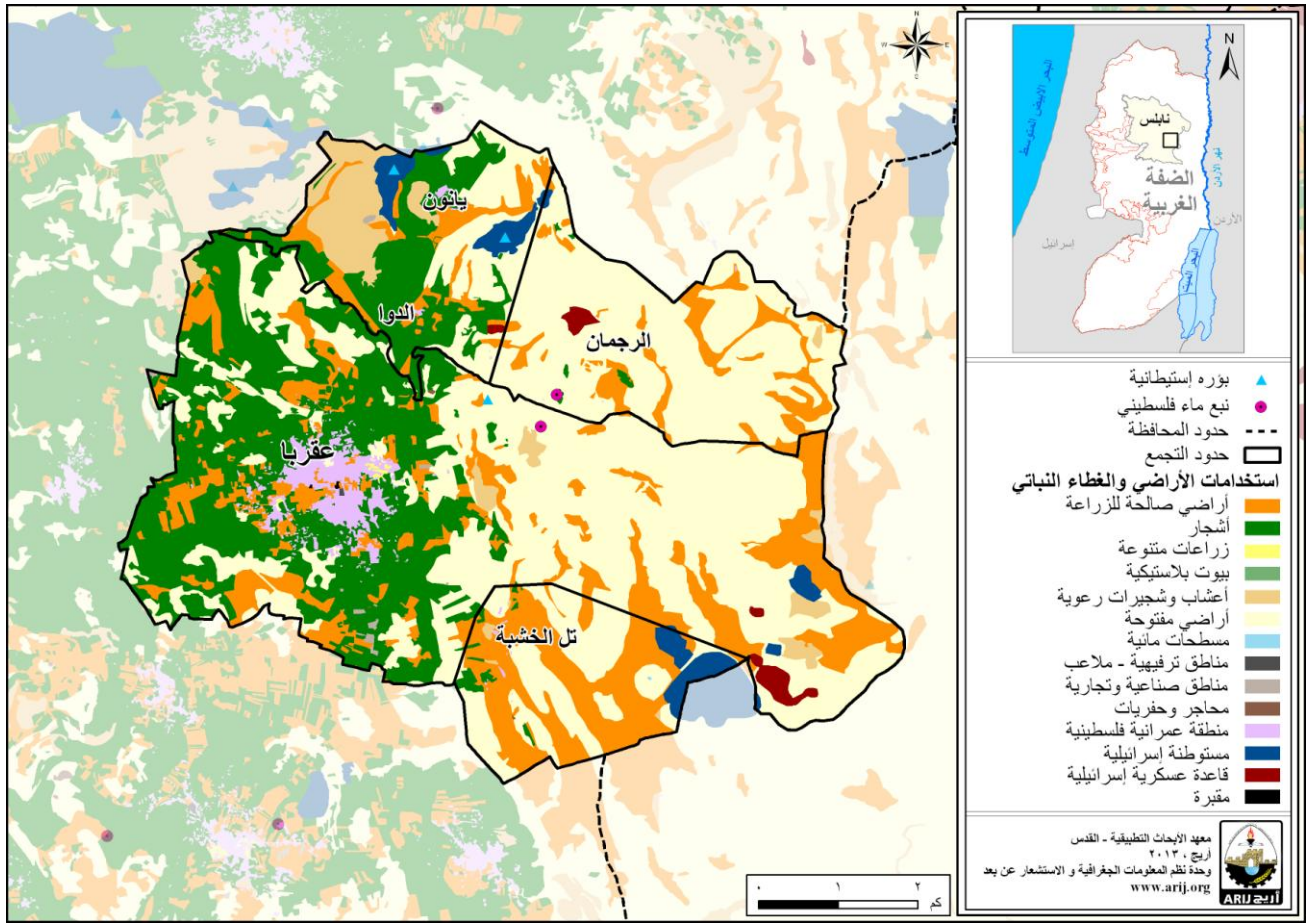 N
W
E
S
يانون
الدوا
الرجمان
عقربا
تل الخشبة
٠
١
٢
كم
N
البحر الأبيض المتوسط
نابلس
نهر الأردن
الضفة
الغربية
الأردن
إسرائيل
البحر الميت
بؤره إستيطانية
نبع ماء فلسطيني
حدود المحافظة
حدود التجمع
استخدامات الأراضي والغطاء النباتي
أراضي صالحة للزراعة
أشجار
زراعات متنوعة
بيوت بلاستيكية
أعشاب وشجيرات رعوية
أراضي مفتوحة
مسطحات مائية
مناطق ترفيهية - ملاعب
مناطق صناعية وتجارية
محاجر وحفريات
منطقة عمرانية فلسطينية
مستوطنة إسرائيلية
قاعدة عسكرية إسرائيلية
مقبرة
معهد الأبحاث التطبيقية - القدس
أريج ، ٢٠١٣
وحدة نظم المعلومات الجغرافية و الاستشعار عن بعد
www.arij.org
ARIJ أريج